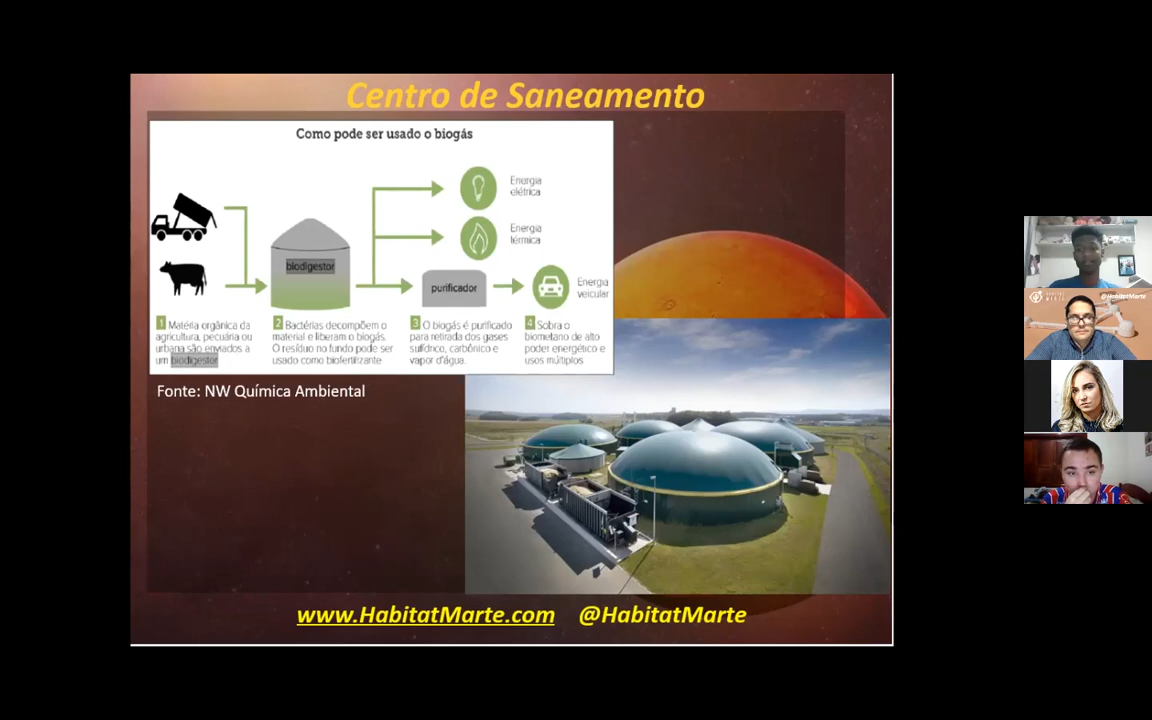 Centro de Saneamento
Como pode ser usado o biogás
Energia
elétrica
Energia
térmica
biodigestor
purificador
Energia
veicular
1 Matéria orgânica da
agricultura, pecuária ou
urbana são enviados a
um biodigestor
2 Bactérias decompõem o
material e liberam o biogás.
O resíduo no fundo pode ser
usado como biofertilizante
3 O biogás é purificado
para retirada dos gases
sulfídrico, carbônico e
vapor d'água.
4 Sobra o
biometano de alto
poder energético e
usos múltiplos
Fonte: NW Química Ambiental
www.HabitatMarte.com @HabitatMarte
@HabitatMarte